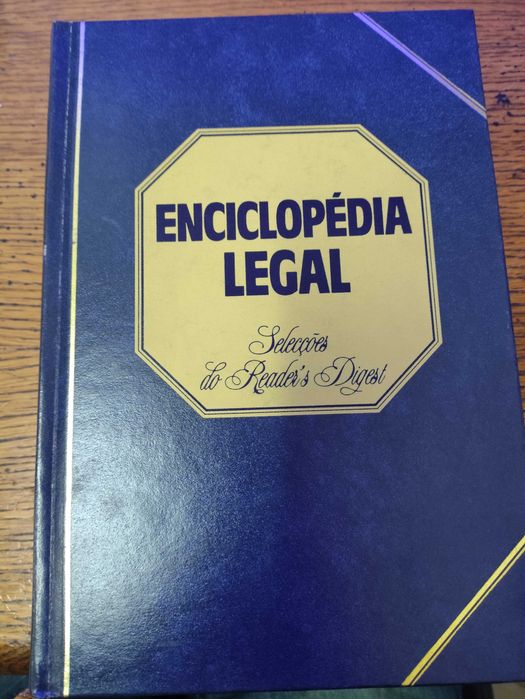 ENCICLOPÉDIA
LEGAL
Selecções
do Reader's Digest